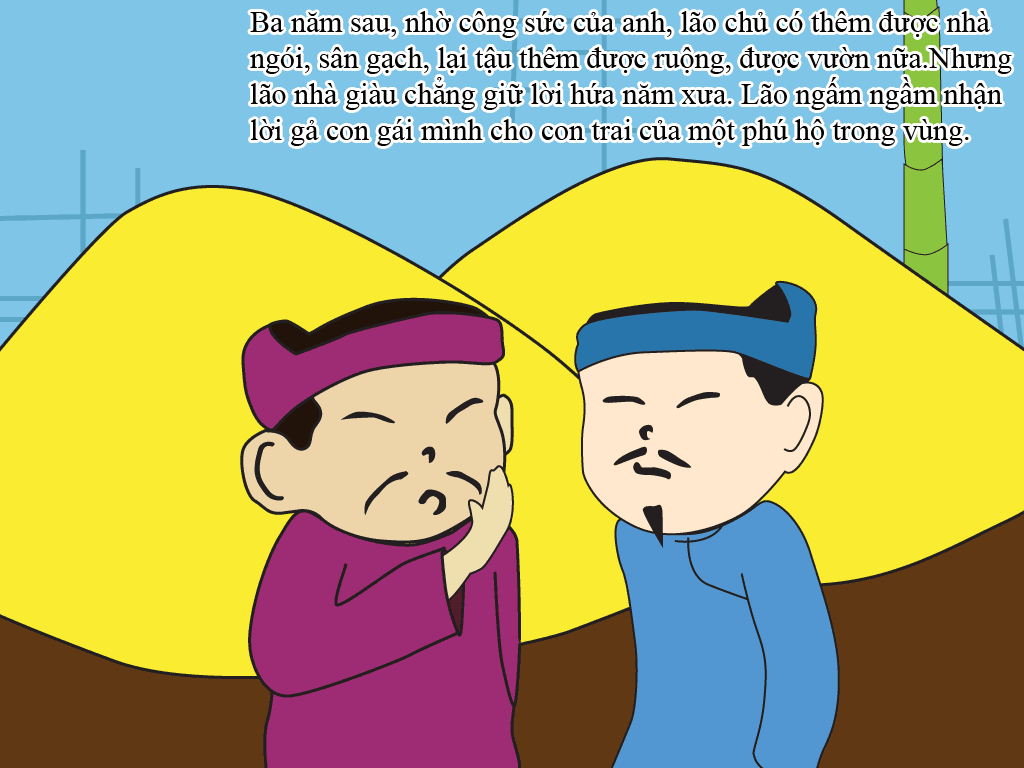 Ba năm sau, nhờ công sức của anh, lão chủ có thêm được nhà
ngói, sân gạch, lại tậu thêm được ruộng, được vườn nữa.Nhưng
lão nhà giàu chẳng giữ lời hứa năm xưa. Lão ngấm ngầm nhận
lời gả con gái mình cho con trai của một phú hộ trong vùng.